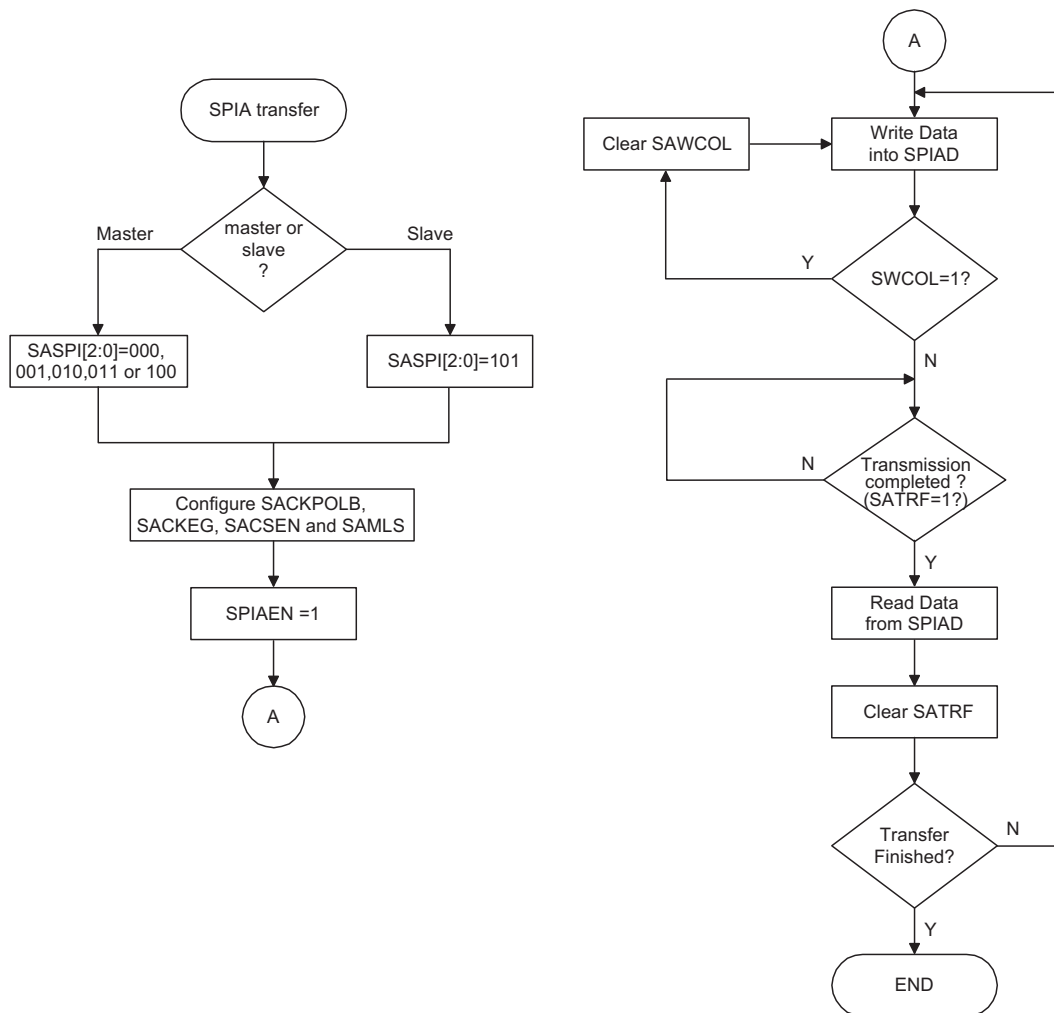 SPIA transfer
master or
slave
?
Master
Slave
SASPI[2:0]=000,
001,010,011 or 100
SASPI[2:0]=101
Configure SACKPOLB,
SACKEG, SACSEN and SAMLS
SPIAEN =1
A
A
Clear SAWCOL
Write Data
into SPIAD
Y
SWCOL=1?
N
N
Transmission
completed ?
(SATRF=1?)
Y
Read Data
from SPIAD
Clear SATRF
Transfer
Finished?
N
Y
END